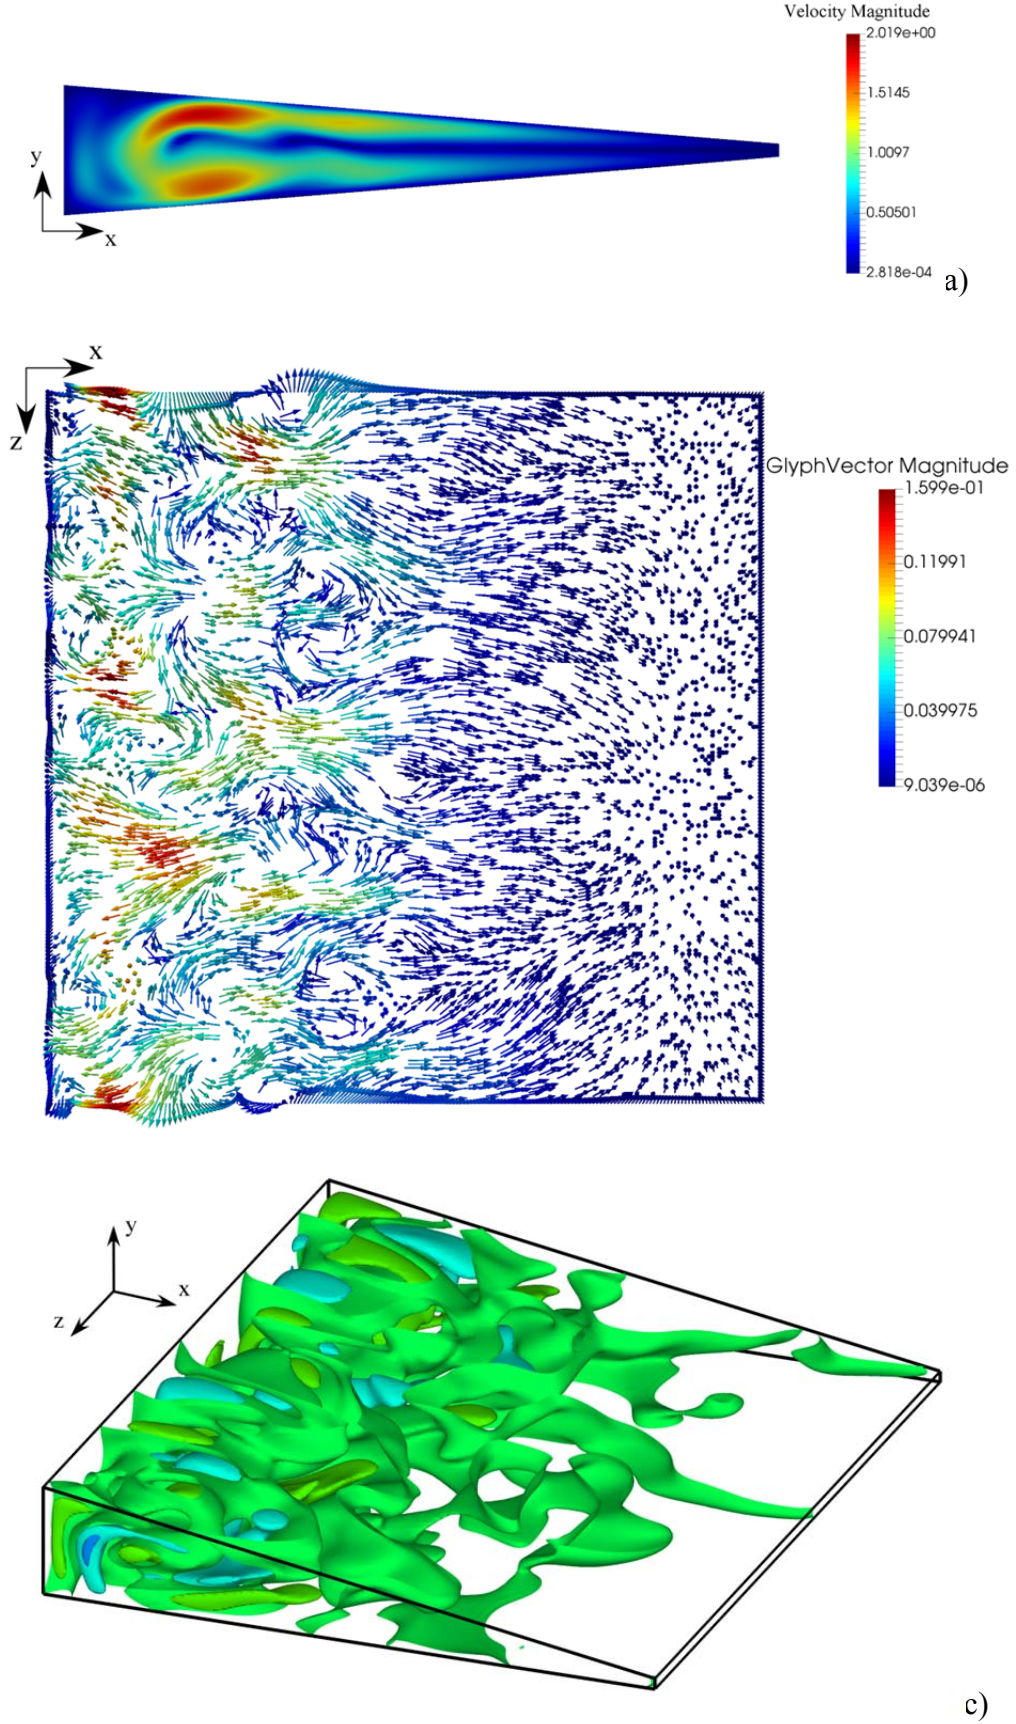 Velocity Magnitude
2.019e+00
1.5145
1.0097
0.50501
2.818e-04
y
x
a)
x
z
GlyphVector Magnitude
1.599e-01
0.11991
0.079941
0.039975
9.039e-06
y
x
z
c)